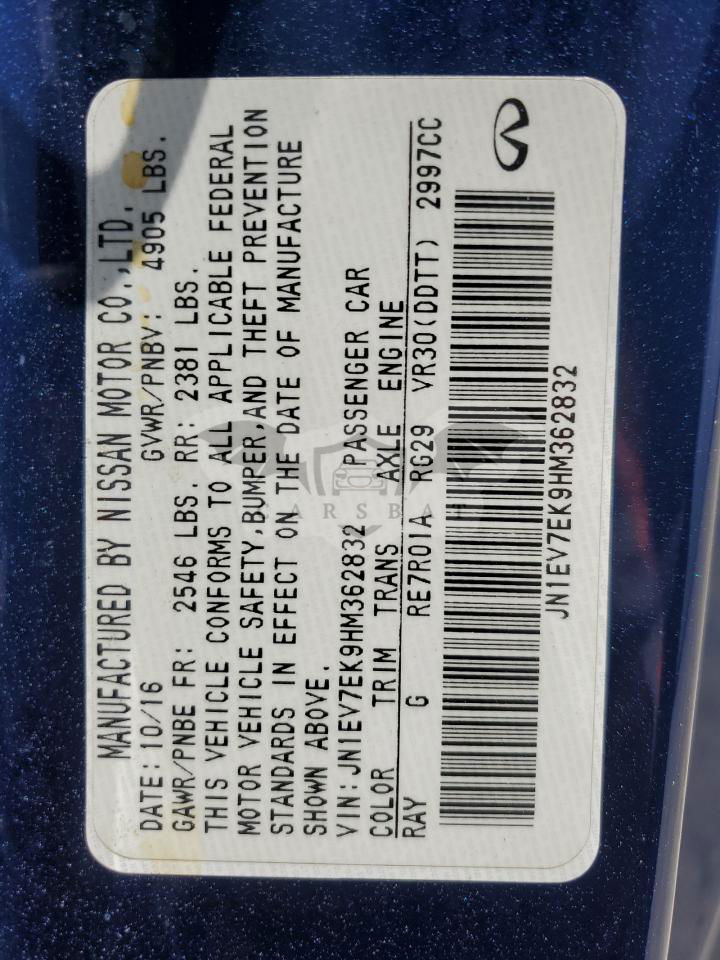 MANUFACTURED BY NISSAN MOTOR CO.,LTD.
DATE: 10/16 GVWR/PNBV: 4905 LBS.
GAWR/PNBE FR: 2546 LBS. RR: 2381 LBS.
THIS VEHICLE CONFORMS TO ALL APPLICABLE FEDERAL
MOTOR VEHICLE SAFETY,BUMPER,AND THEFT PREVENTION
STANDARDS IN EFFECT ON THE DATE OF MANUFACTURE
SHOWN ABOVE.
VIN:JN1EV7EK9HM362832 PASSENGER CAR
COLOR TRIM TRANS AXLE ENGINE
RAY G RE7R01A RG29 VR30(DDTT) 2997CC
JN1EV7EK9HM362832
CARSBAT